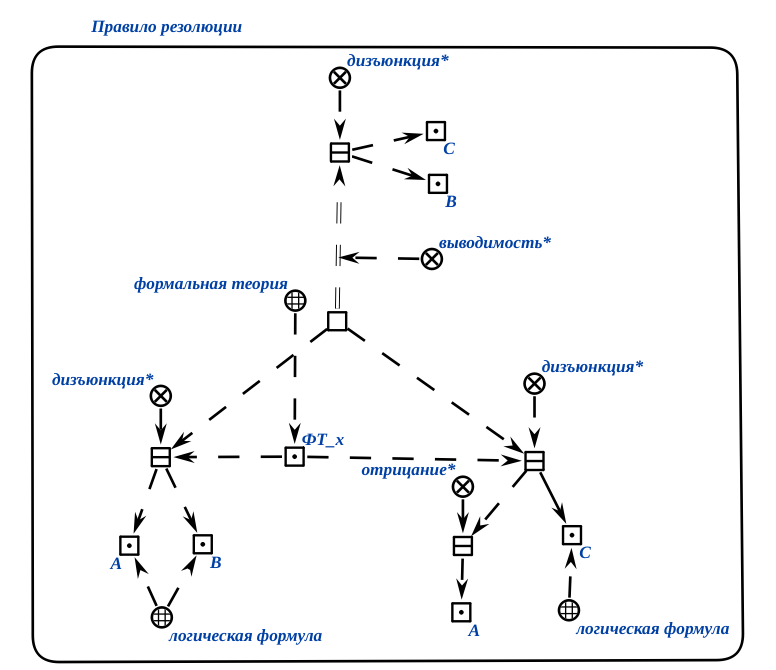 Правило резолюции
дизъюнкция*
C
B
выводимость*
формальная теория
дизъюнкция*
дизъюнкция*
ФТ_x
отрицание*
A
B
C
A
логическая формула
логическая формула